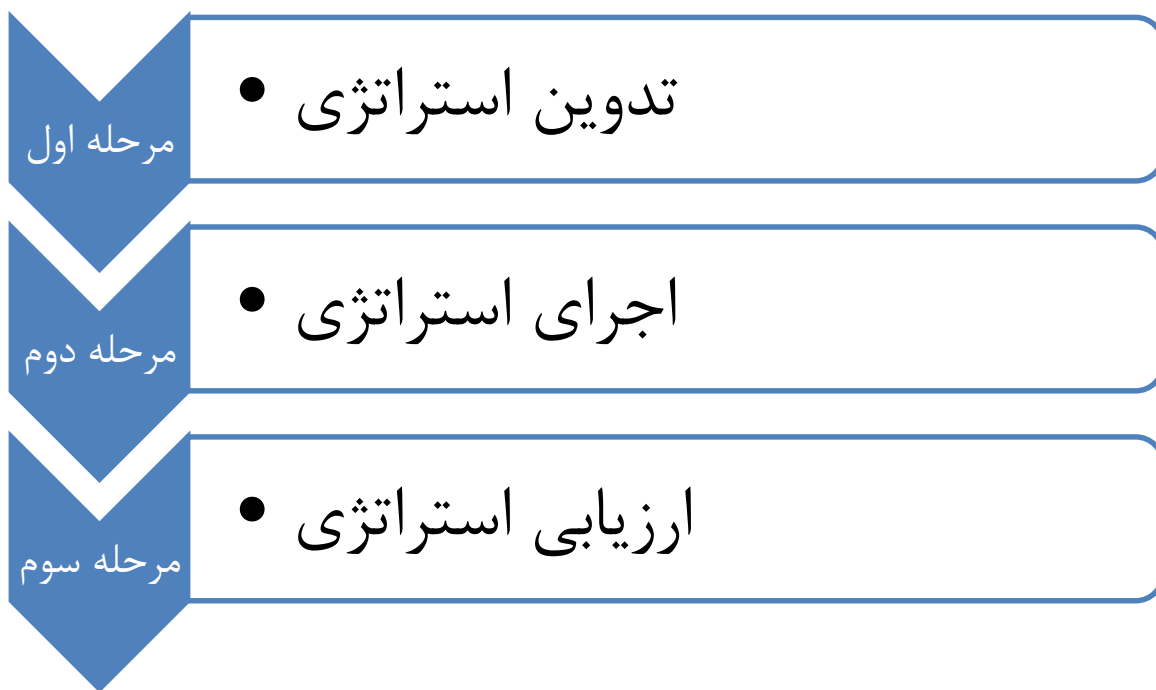 مرحله اول
• تدوین استراتژی
مرحله دوم
• اجرای استراتژی
مرحله سوم
• ارزیابی استراتژی